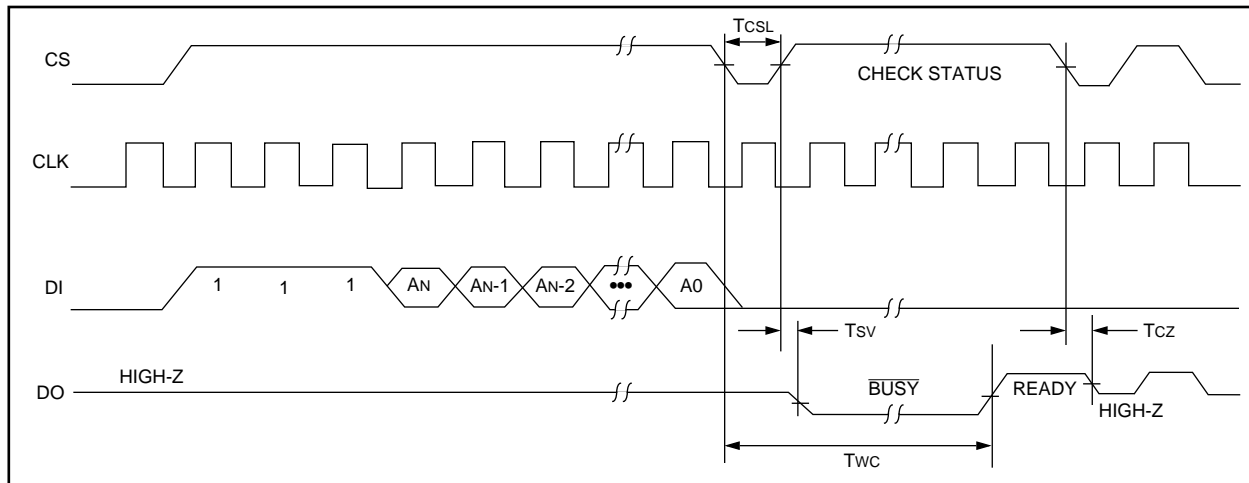 TCSL
CS
CHECK STATUS
CLK
DI
1 1 1 AN AN-1 AN-2 ••• A0
TSV
TCZ
DO
HIGH-Z
BUSY
READY
HIGH-Z
TWC